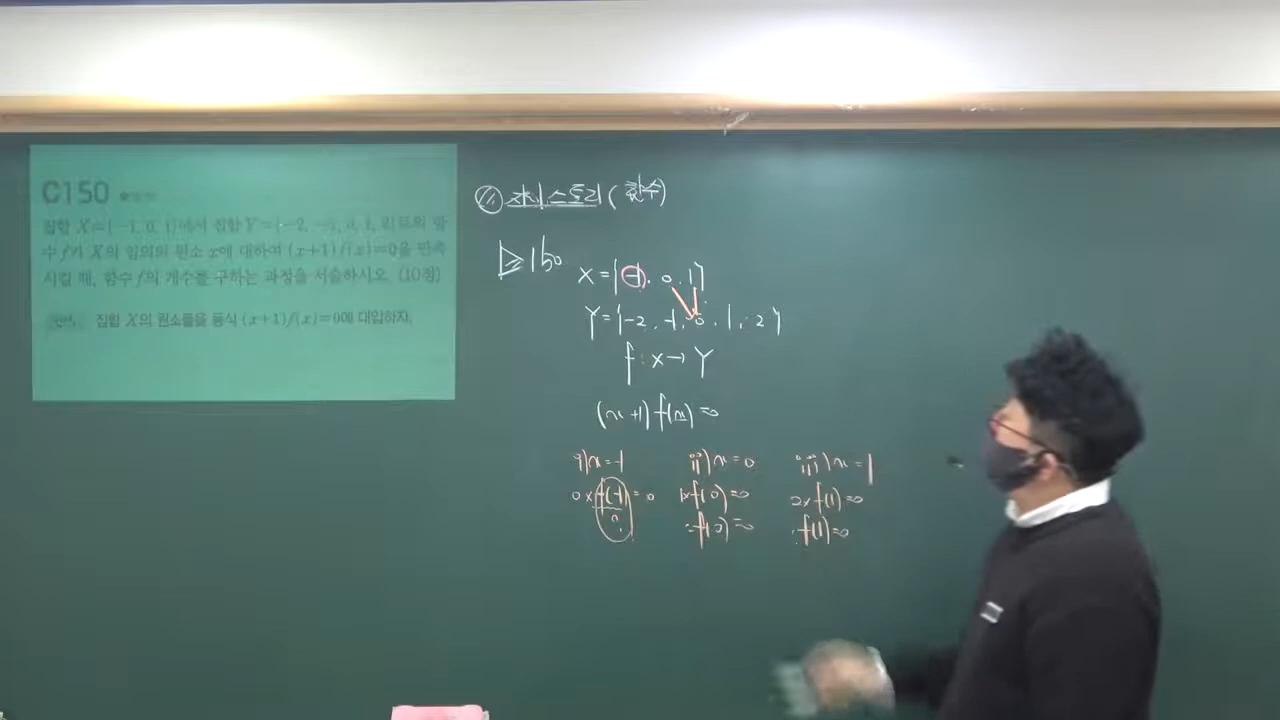 C150
집합 X={-1, 0, 1}에서 집합 Y={-2, -1, 0, 1, 2}로의 함
수 f가 X의 임의의 원소 x에 대하여 (x+1)f(x)=0을 만족
시킬 때, 함수 f의 개수를 구하는 과정을 서술하시오. (10점)
집합 X의 원소들을 등식 (x+1)f(x)=0에 대입하자.
자이스토리 (함수)
150
X={-1, 0, 1}
Y={-2, -1, 0, 1, 2}
f : X→Y
(x+1)f(x)=0
i) x=-1 ii) x=0 iii) x=1
0×f(-1)=0 1×f(0)=0 2×f(1)=0
∴f(0)=0 ∴f(1)=0